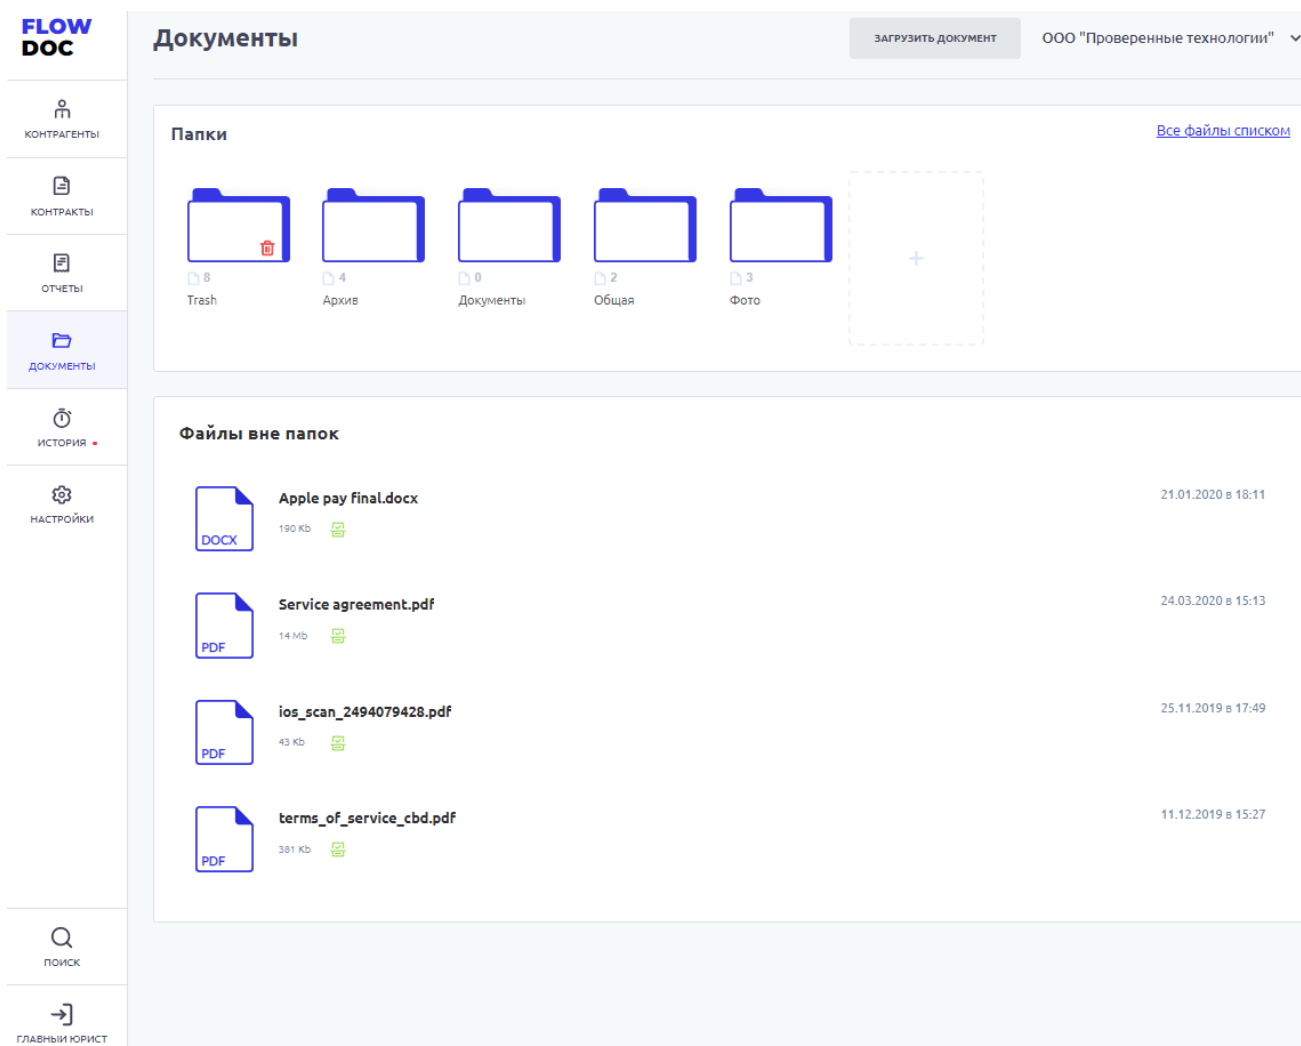 FLOW
DOC
Документы
ЗАГРУЗИТЬ ДОКУМЕНТ
ООО "Проверенные технологии"
КОНТРАГЕНТЫ
КОНТРАКТЫ
ОТЧЕТЫ
ДОКУМЕНТЫ
ИСТОРИЯ
НАСТРОЙКИ
ПОИСК
ГЛАВНЫЙ ЮРИСТ
Папки
Все файлы списком
8
Trash
4
Архив
0
Документы
2
Общая
3
Фото
+
Файлы вне папок
DOCX
Apple pay final.docx
190 Kb
21.01.2020 в 18:11
PDF
Service agreement.pdf
14 Mb
24.03.2020 в 15:13
PDF
ios_scan_2494079428.pdf
43 Kb
25.11.2019 в 17:49
PDF
terms_of_service_cbd.pdf
381 Kb
11.12.2019 в 15:27